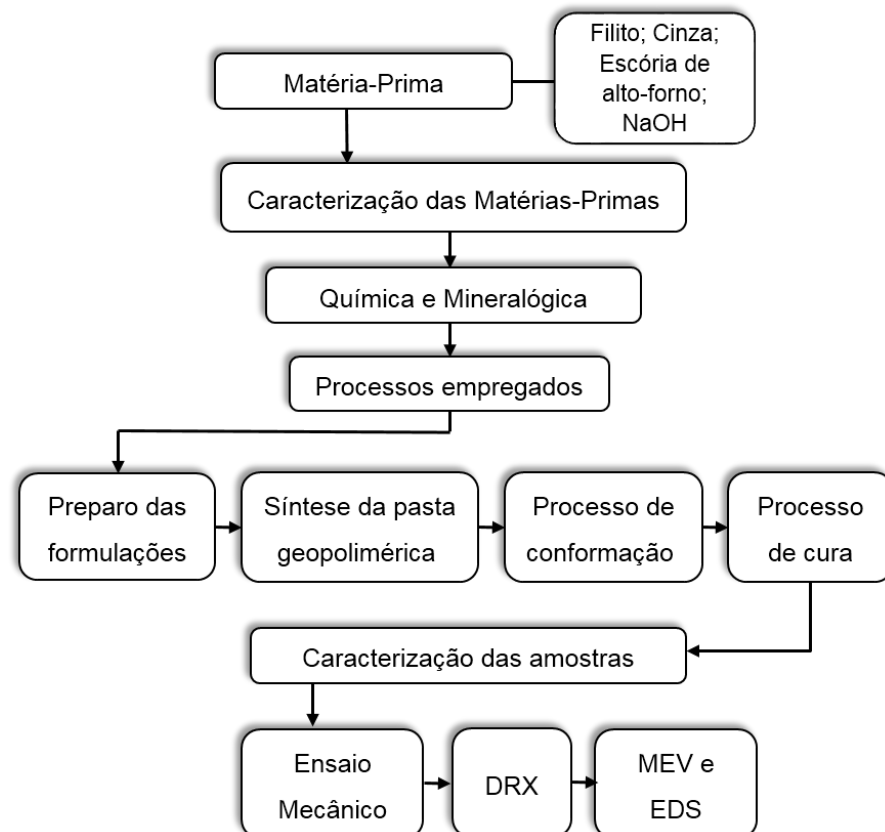 Matéria-Prima
Filito; Cinza;
Escória de
alto-forno;
NaOH
Caracterização das Matérias-Primas
Química e Mineralógica
Processos empregados
Preparo das
formulações
Síntese da pasta
geopolimérica
Processo de
conformação
Processo
de cura
Caracterização das amostras
Ensaio
Mecânico
DRX
MEV e
EDS